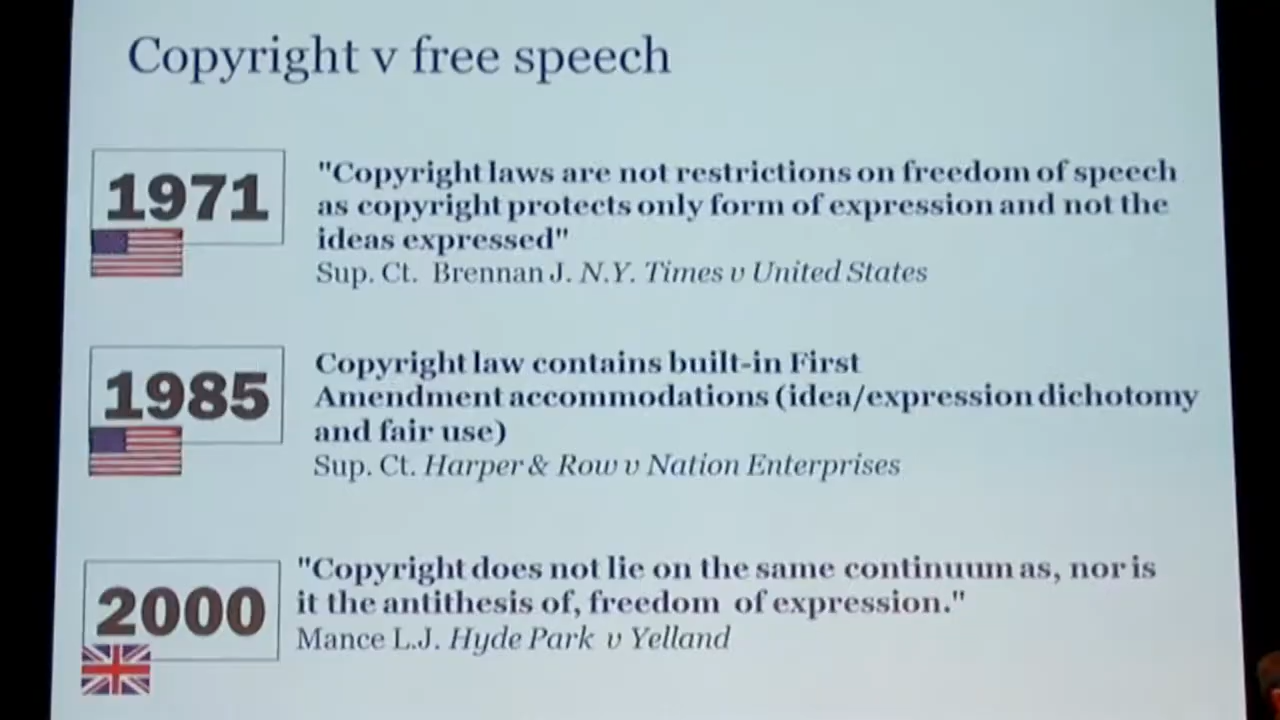 Copyright v free speech
1971
"Copyright laws are not restrictions on freedom of speech
as copyright protects only form of expression and not the
ideas expressed"
Sup. Ct. Brennan J. N.Y. Times v United States
1985
Copyright law contains built-in First
Amendment accommodations (idea/expression dichotomy
and fair use)
Sup. Ct. Harper & Row v Nation Enterprises
2000
"Copyright does not lie on the same continuum as, nor is
it the antithesis of, freedom of expression."
Mance L.J. Hyde Park v Yelland